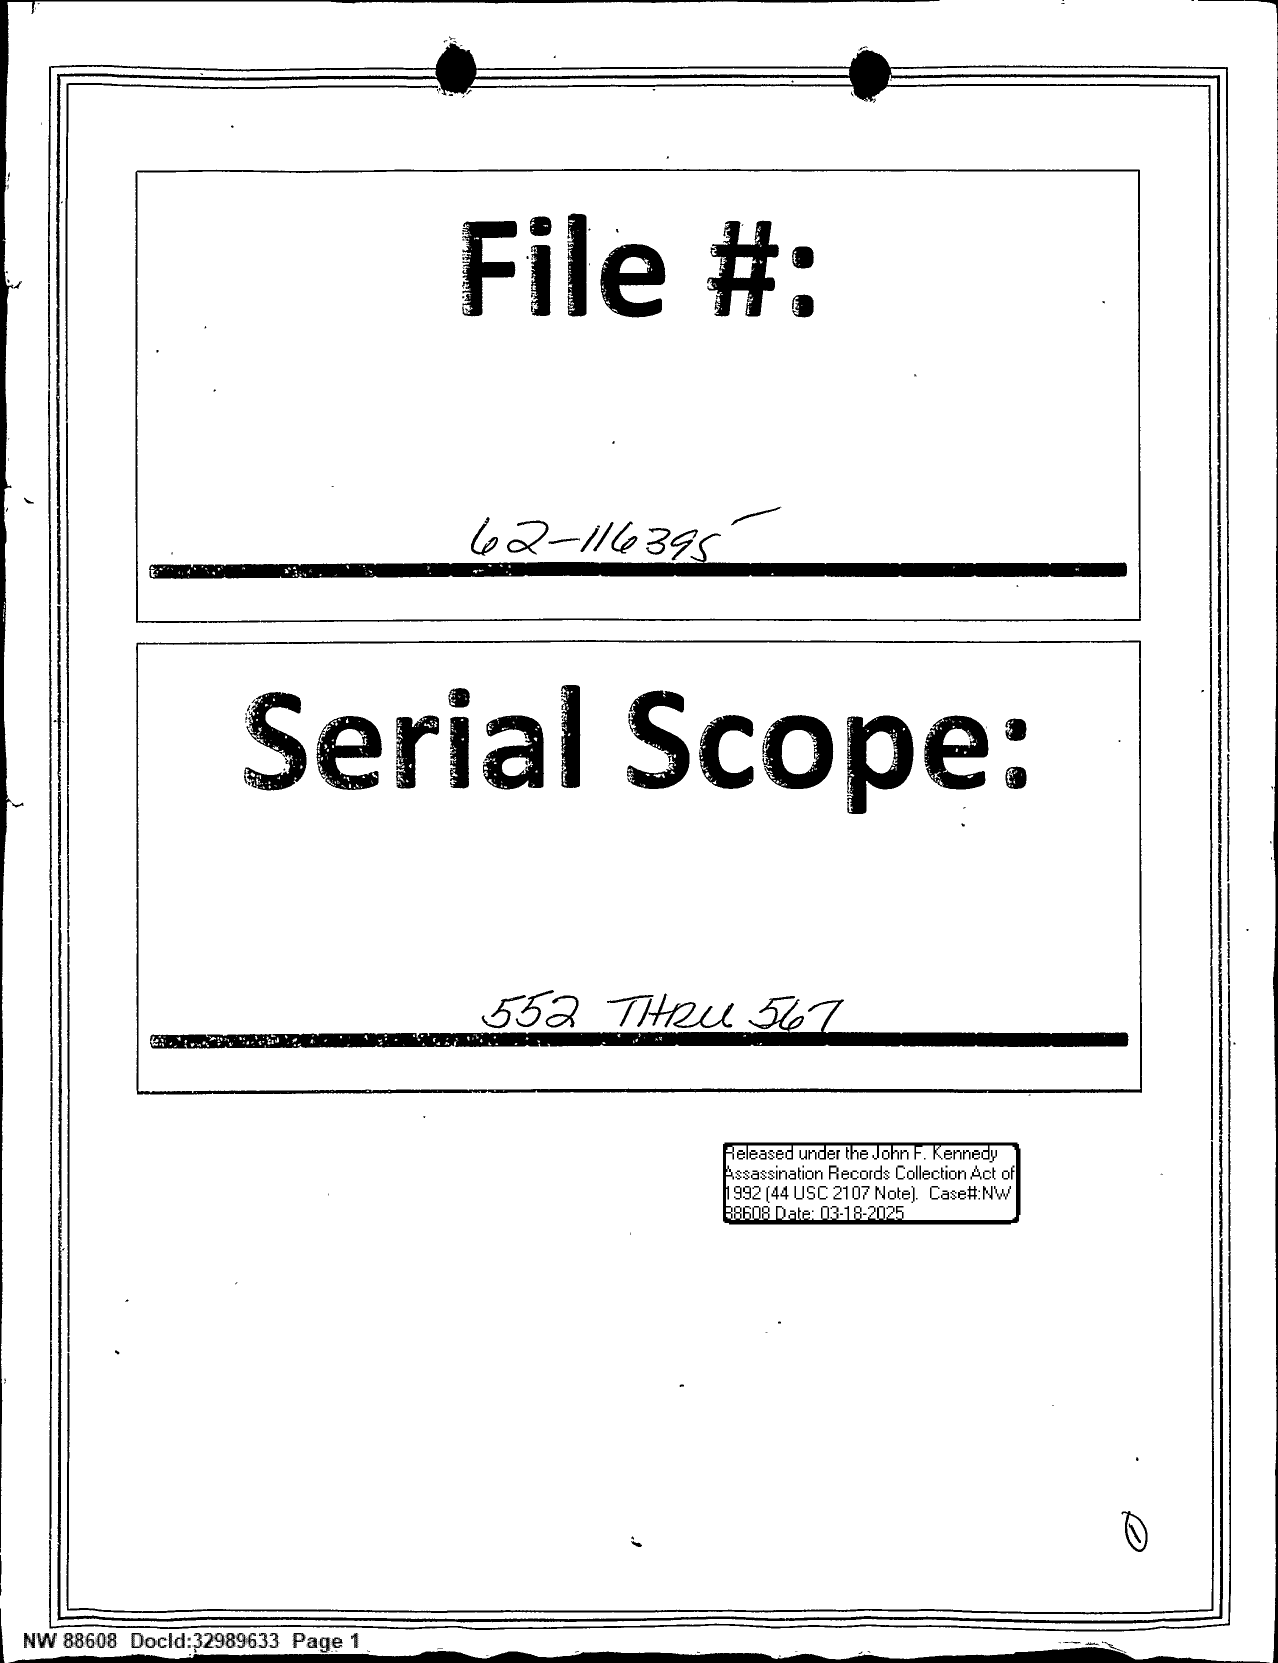 File #:
62-116395
Serial Scope:
552 THRU 567
Released under the John F. Kennedy
Assassination Records Collection Act of
1992 (44 USC 2107 Note). Case#:NW
88608 Date: 03-18-2025
1
NW 88608 DocId:32989633 Page 1